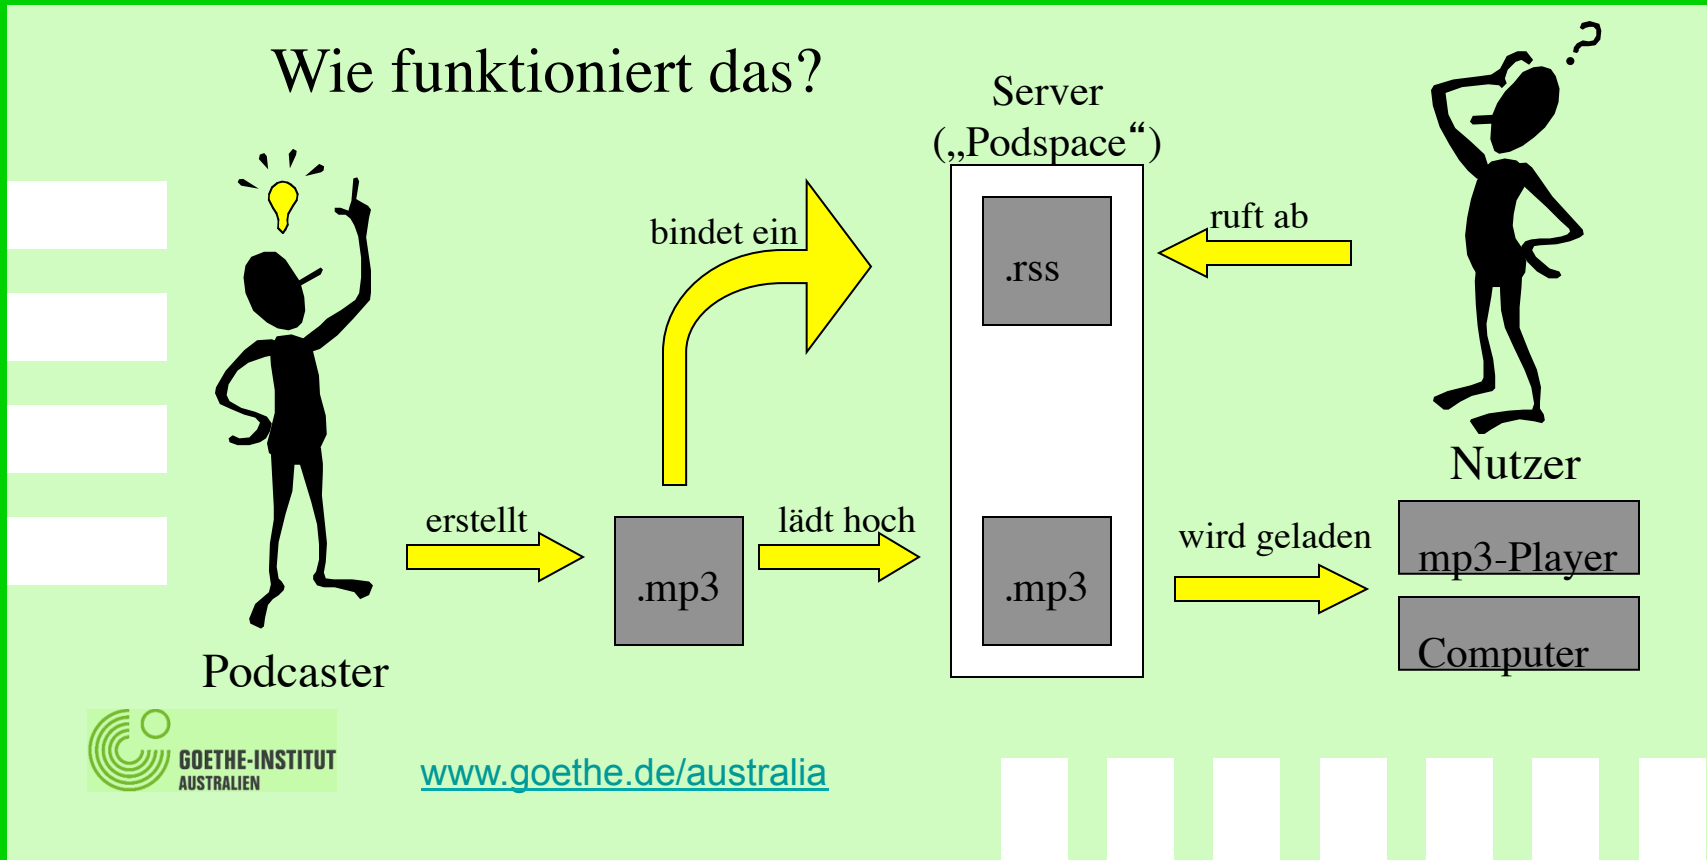 Wie funktioniert das?
Server
(„Podspace“)
bindet ein
.rss
ruft ab
Nutzer
erstellt
.mp3
lädt hoch
.mp3
wird geladen
mp3-Player
Computer
Podcaster
GOETHE-INSTITUT
AUSTRALIEN
www.goethe.de/australia